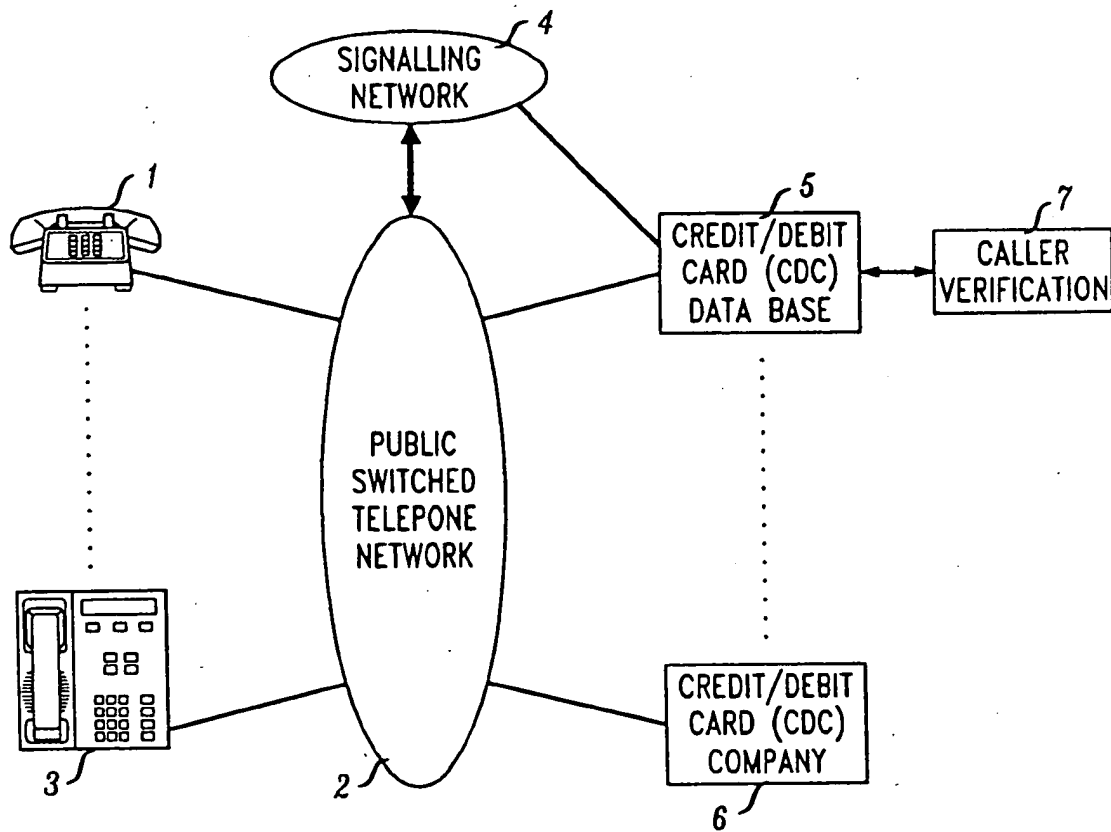 4
SIGNALLING
NETWORK
1
5
CREDIT/DEBIT
CARD (CDC)
DATA BASE
7
CALLER
VERIFICATION
PUBLIC
SWITCHED
TELEPONE
NETWORK
3
2
CREDIT/DEBIT
CARD (CDC)
COMPANY
6